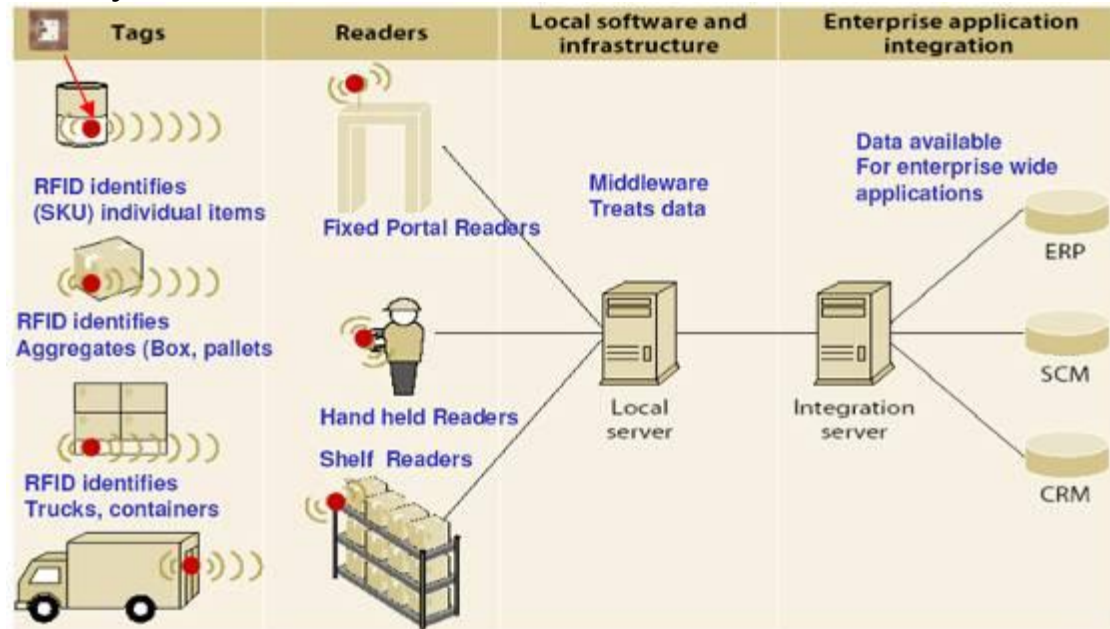 Tags
Readers
Local software and
infrastructure
Enterprise application
integration
RFID identifies
(SKU) individual items
RFID identifies
Aggregates (Box, pallets
RFID identifies
Trucks, containers
Fixed Portal Readers
Hand held Readers
Shelf Readers
Middleware
Treats data
Local
server
Data available
For enterprise wide
applications
Integration
server
ERP
SCM
CRM